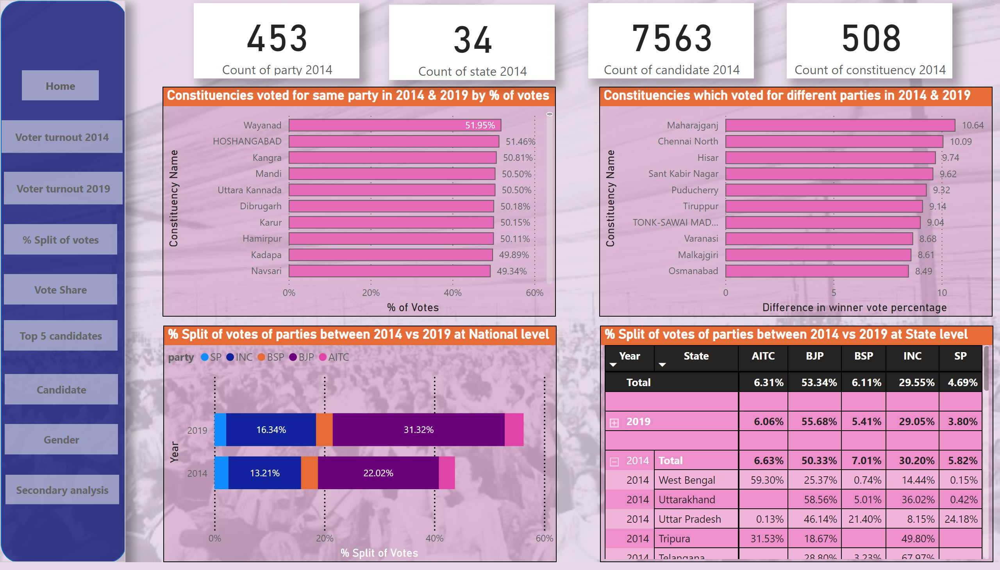 453
Count of party 2014
34
Count of state 2014
7563
Count of candidate 2014
508
Count of constituency 2014
Home
Voter turnout 2014
Voter turnout 2019
% Split of votes
Vote Share
Top 5 candidates
Candidate
Gender
Secondary analysis
Constituencies voted for same party in 2014 & 2019 by % of votes
Constituency Name
Wayanad 51.95%
HOSHANGABAD 51.46%
Kangra 50.81%
Mandi 50.50%
Uttara Kannada 50.50%
Dibrugarh 50.18%
Karur 50.15%
Hamirpur 50.11%
Kadapa 49.89%
Navsari 49.34%
0% 20% 40% 60%
% of Votes
Constituencies which voted for different parties in 2014 & 2019
Constituency Name
Maharajganj 10.64
Chennai North 10.09
Hisar 9.74
Sant Kabir Nagar 9.62
Puducherry 9.32
Tiruppur 9.14
TONK-SAWAI MAD... 9.04
Varanasi 8.68
Malkajgiri 8.61
Osmanabad 8.49
0 5 10
Difference in winner vote percentage
% Split of votes of parties between 2014 vs 2019 at National level
party SP INC BSP BJP AITC
Year
2019 16.34% 31.32%
2014 13.21% 22.02%
0% 20% 40% 60%
% Split of Votes
% Split of votes of parties between 2014 vs 2019 at State level
Year State AITC BJP BSP INC SP
Total 6.31% 53.34% 6.11% 29.55% 4.69%
2019 6.06% 55.68% 5.41% 29.05% 3.80%
2014 Total 6.63% 50.33% 7.01% 30.20% 5.82%
2014 West Bengal 59.30% 25.37% 0.74% 14.44% 0.15%
2014 Uttarakhand 58.56% 5.01% 36.02% 0.42%
2014 Uttar Pradesh 0.13% 46.14% 21.40% 8.15% 24.18%
2014 Tripura 31.53% 18.67% 49.80%
2014 Telangana 28.80% 3.23% 67.97%